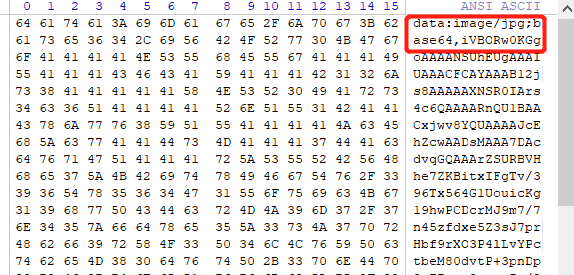 0 1 2 3 4 5 6 7 8 9 10 11 12 13 14 15 ANSI ASCII
64 61 74 61 3A 69 6D 61 67 65 2F 6A 70 67 3B 62 data:image/jpg;b
61 73 65 36 34 2C 69 56 42 4F 52 77 30 4B 47 67 ase64,iVBORw0KGg
6F 41 41 41 41 4E 53 55 68 45 55 67 41 41 41 49 oAAAANSUhEUgAAAI
55 41 41 41 43 46 43 41 59 41 41 41 42 31 32 6A UAAACFCAYAAAB12j
73 38 41 41 41 41 41 58 4E 53 52 30 49 41 72 73 s8AAAAAXNSR0IArs
34 63 36 51 41 41 41 41 52 6E 51 55 31 42 41 41 4c6QAAAARnQU1BAA
43 78 6A 77 76 38 59 51 55 41 41 41 41 4A 63 45 Cxjwv8YQUAAAAJcE
68 5A 63 77 41 41 44 73 4D 41 41 41 37 44 41 63 hZcwAADsMAAA7DAc
64 76 71 47 51 41 41 41 72 5A 53 55 52 42 56 48 dvqGQAAArZSURBVH
68 65 37 5A 4B 42 69 74 78 49 46 67 54 76 2F 33 he7ZKBitxIFgTv/3
39 36 54 78 35 36 34 47 31 55 6F 75 69 63 4B 67 96Tx564G1UouicKg
31 39 68 77 50 43 44 63 72 4D 4A 39 6D 37 2F 37 19hwPCDcrMJ9m7/7
6E 34 35 7A 66 64 78 65 35 5A 33 73 4A 37 70 72 n45zfdxe5Z3sJ7pr
48 62 66 39 72 58 4F 33 50 34 6C 4C 76 59 50 63 Hbf9rXO3P4lLvYPc
74 62 65 4D 38 30 64 76 74 50 2B 33 70 6E 44 70 tbeM80dvtP+3pnDp